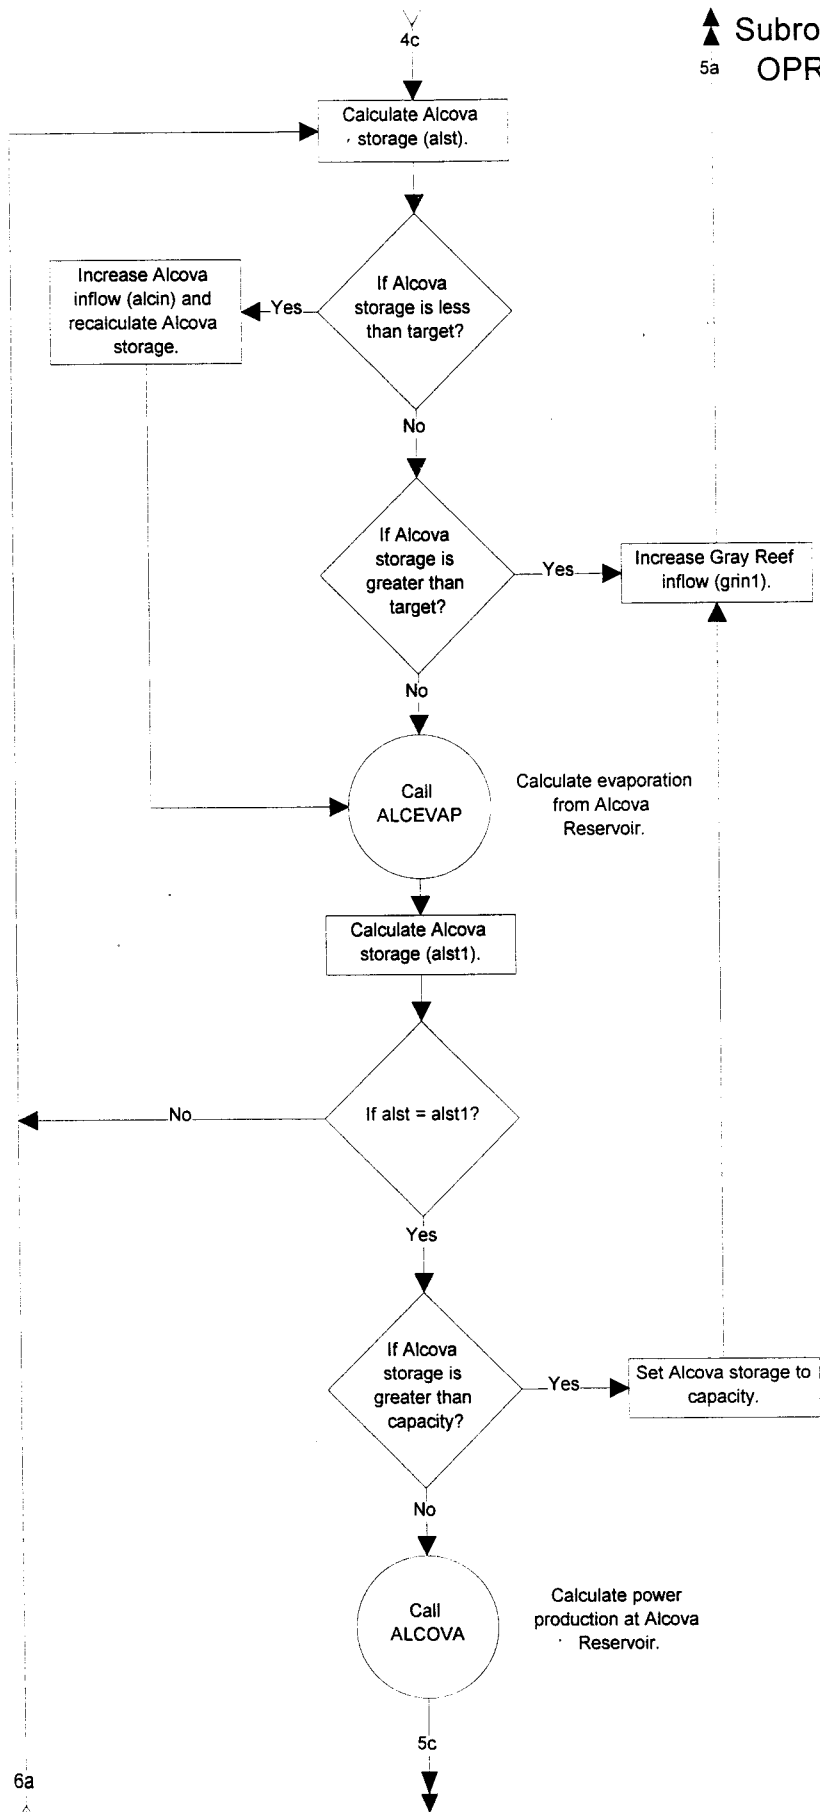 4c
Subro
5a
OPR
Calculate Alcova
storage (alst).
Increase Alcova
inflow (alcin) and
recalculate Alcova
storage.
Yes
If Alcova
storage is less
than target?
No
If Alcova
storage is
greater than
target?
Yes
Increase Gray Reef
inflow (grin1).
No
Call
ALCEVAP
Calculate evaporation
from Alcova
Reservoir.
Calculate Alcova
storage (alst1).
No
If alst = alst1?
Yes
If Alcova
storage is
greater than
capacity?
Yes
Set Alcova storage to
capacity.
No
Call
ALCOVA
Calculate power
production at Alcova
Reservoir.
5c
6a